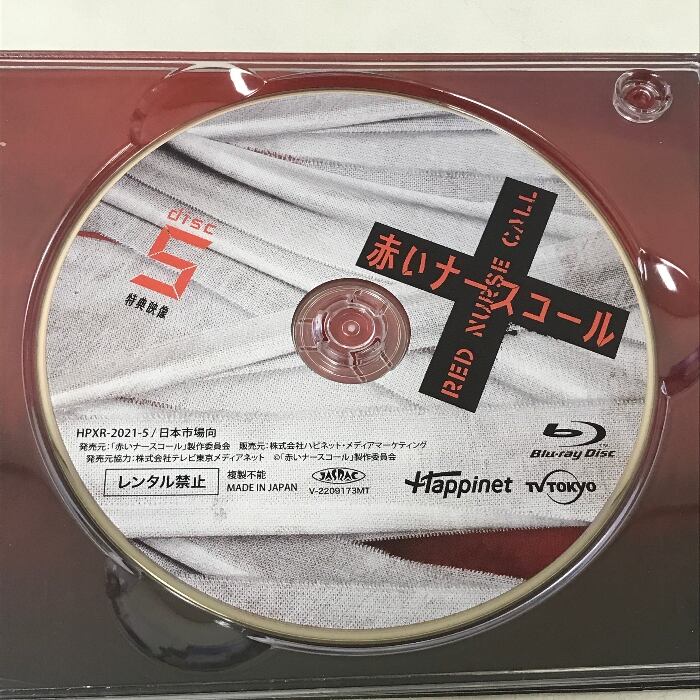 disc
5
特典映像
赤いナースコール
RED NURSE CALL
HPXR-2021-5 / 日本市場向
発売元:「赤いナースコール」製作委員会 販売元:株式会社ハピネット・メディアマーケティング
発売元協力:株式会社テレビ東京メディアネット ©「赤いナースコール」製作委員会
レンタル禁止
複製不能
MADE IN JAPAN
JASRAC
V-2209173MT
Happinet
TV TOKYO
Blu-ray Disc